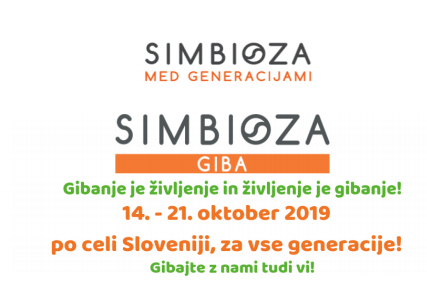 SIMBIOZA
MED GENERACIJAMI
SIMBIOZA
GIBA
Gibanje je življenje in življenje je gibanje!
14. - 21. oktober 2019
po celi Sloveniji, za vse generacije!
Gibajte z nami tudi vi!